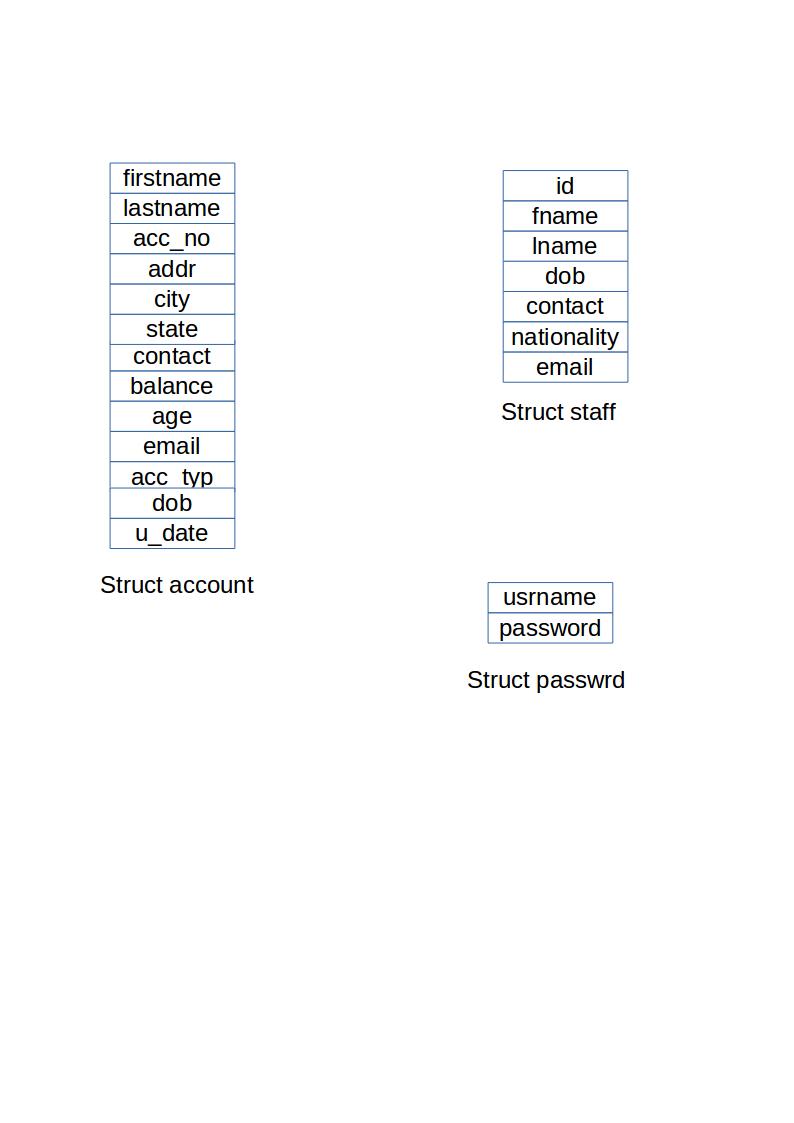 firstname
lastname
acc_no
addr
city
state
contact
balance
age
email
acc_typ
dob
u_date
Struct account
id
fname
lname
dob
contact
nationality
email
Struct staff
usrname
password
Struct passwrd